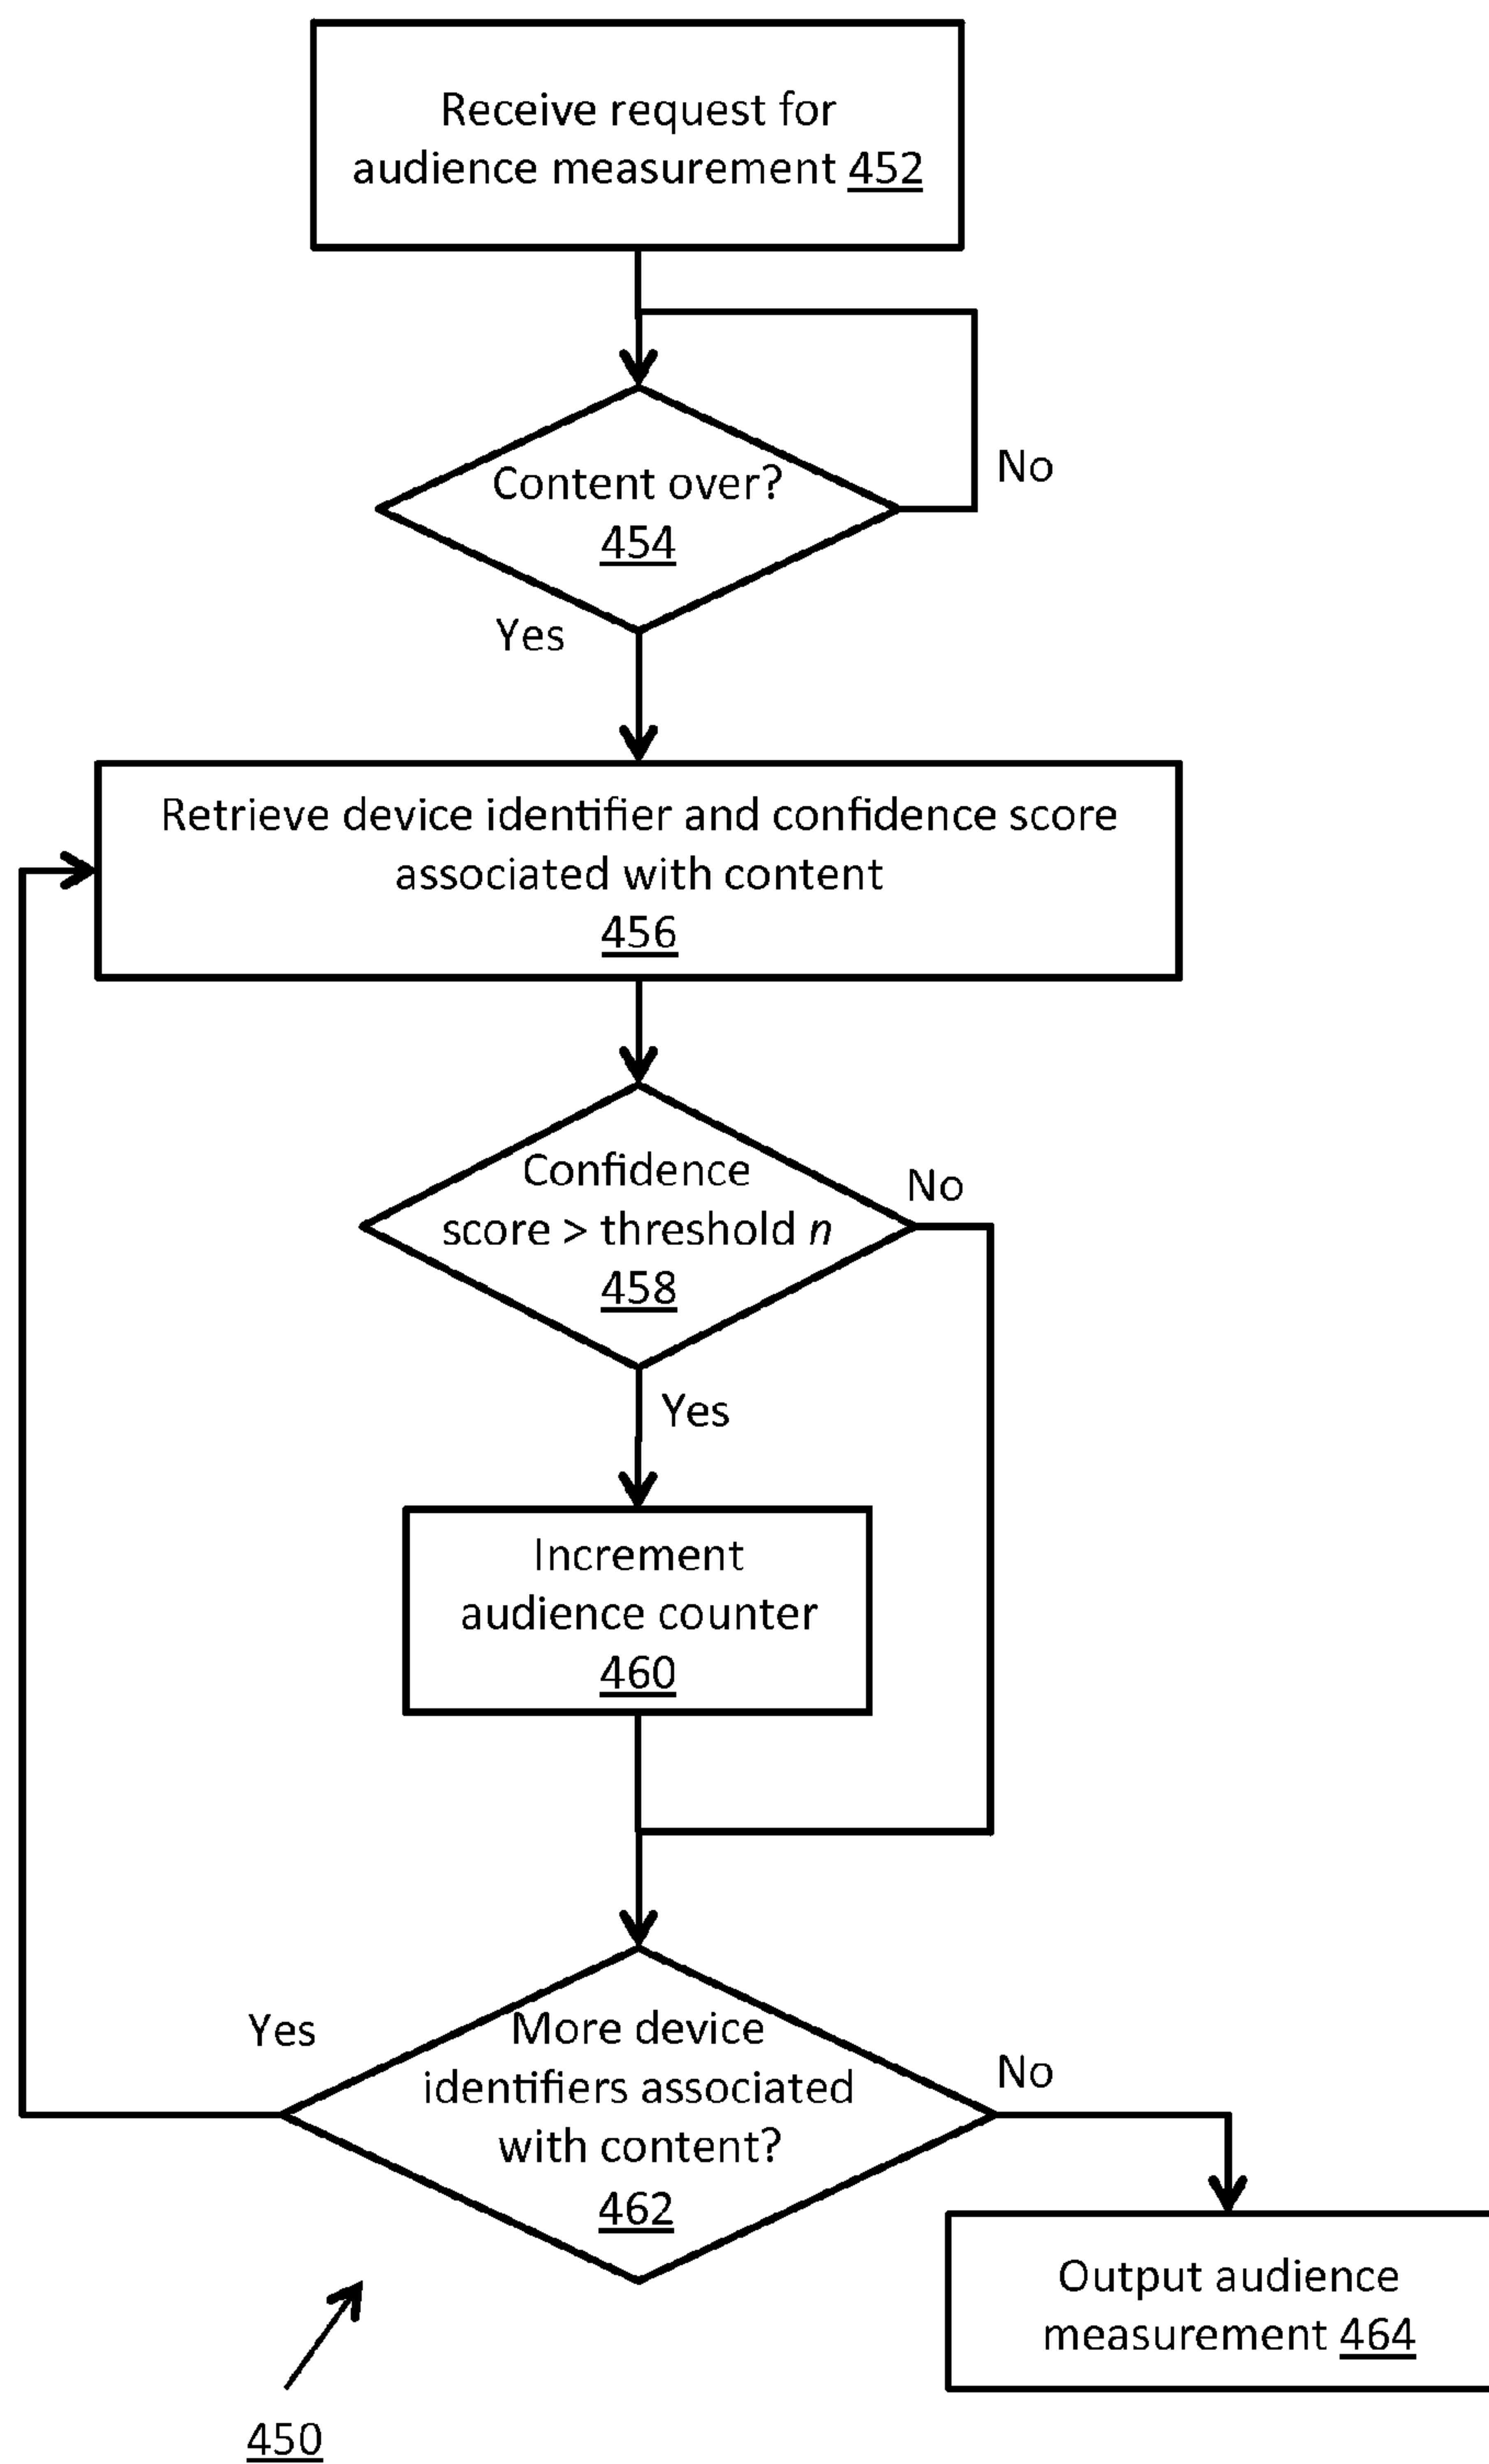 Receive request for
audience measurement 452
No
Content over?
454
Yes
Retrieve device identifier and confidence score
associated with content
456
Confidence
No
score > threshold n
458
Yes
Increment
audience counter
460
Yes
More device
No
identifiers associated
with content?
462
Output audience
measurement 464
450